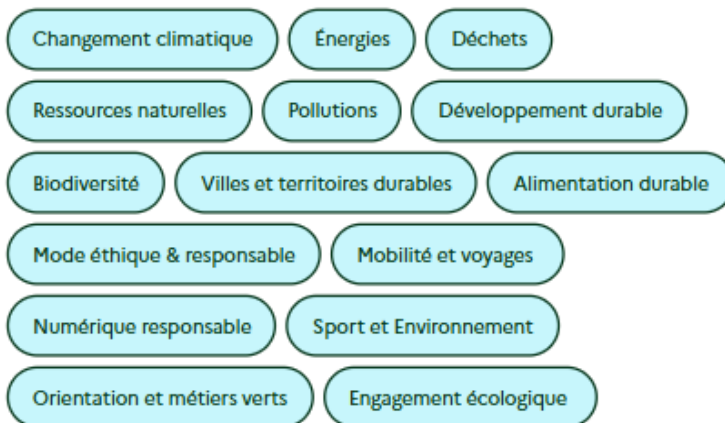 Changement climatique Énergies Déchets
Ressources naturelles Pollutions Développement durable
Biodiversité Villes et territoires durables Alimentation durable
Mode éthique & responsable Mobilité et voyages
Numérique responsable Sport et Environnement
Orientation et métiers verts Engagement écologique